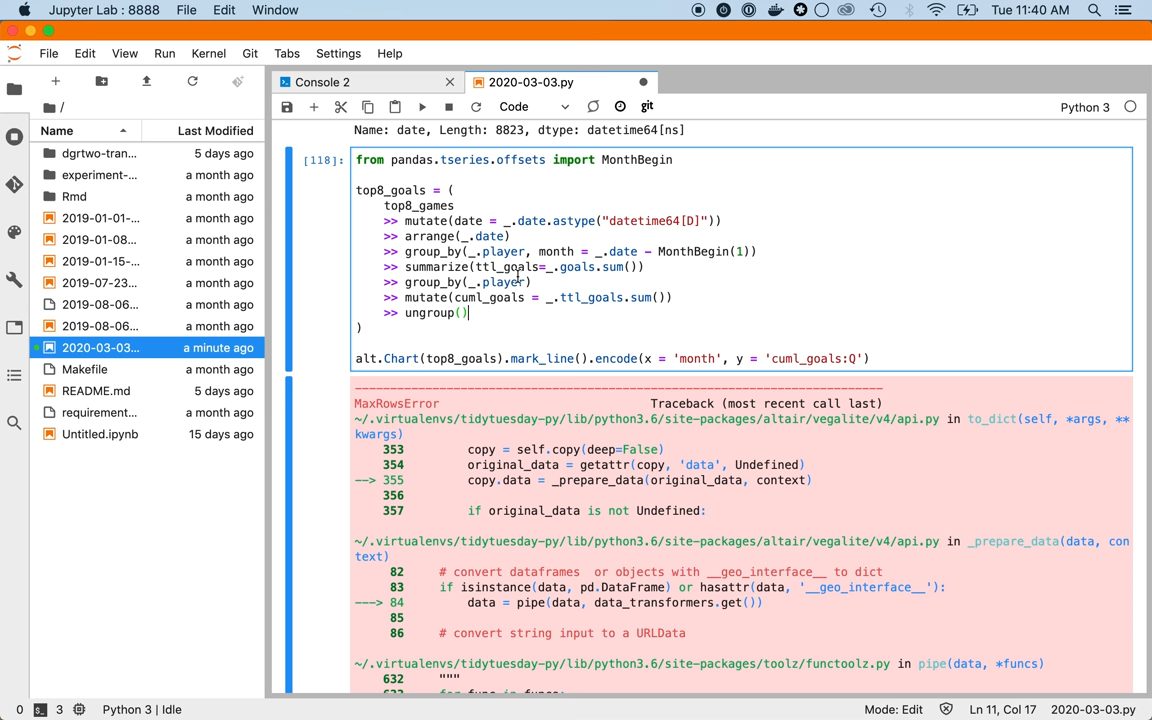 Jupyter Lab : 8888 File Edit Window Tue 11:40 AM
File Edit View Run Kernel Git Tabs Settings Help
Console 2 2020-03-03.py
Code git Python 3
/
Name Last Modified
dgrtwo-tran... 5 days ago
experiment-... a month ago
Rmd a month ago
2019-01-01-... a month ago
2019-01-08... a month ago
2019-01-15-... a month ago
2019-07-23... a month ago
2019-08-06... a month ago
2019-08-06... a month ago
2020-03-03... a minute ago
Makefile a month ago
README.md 5 days ago
requirement... a month ago
Untitled.ipynb 15 days ago
Name: date, Length: 8823, dtype: datetime64[ns]
[118]: from pandas.tseries.offsets import MonthBegin
top8_goals = (
top8_games
>> mutate(date = _.date.astype("datetime64[D]"))
>> arrange(_.date)
>> group_by(_.player, month = _.date - MonthBegin(1))
>> summarize(ttl_goals=_.goals.sum())
>> group_by(_.player)
>> mutate(cuml_goals = _.ttl_goals.sum())
>> ungroup()
)
alt.Chart(top8_goals).mark_line().encode(x = 'month', y = 'cuml_goals:Q')
---------------------------------------------------------------------------
MaxRowsError Traceback (most recent call last)
~/.virtualenvs/tidytuesday-py/lib/python3.6/site-packages/altair/vegalite/v4/api.py in to_dict(self, *args, **
kwargs)
353 copy = self.copy(deep=False)
354 original_data = getattr(copy, 'data', Undefined)
--> 355 copy.data = _prepare_data(original_data, context)
356
357 if original_data is not Undefined:
~/.virtualenvs/tidytuesday-py/lib/python3.6/site-packages/altair/vegalite/v4/api.py in _prepare_data(data, con
text)
82 # convert dataframes or objects with __geo_interface__ to dict
83 if isinstance(data, pd.DataFrame) or hasattr(data, '__geo_interface__'):
---> 84 data = pipe(data, data_transformers.get())
85
86 # convert string input to a URLData
~/.virtualenvs/tidytuesday-py/lib/python3.6/site-packages/toolz/functoolz.py in pipe(data, *funcs)
632 """
0 3 Python 3 | Idle Mode: Edit Ln 11, Col 17 2020-03-03.py